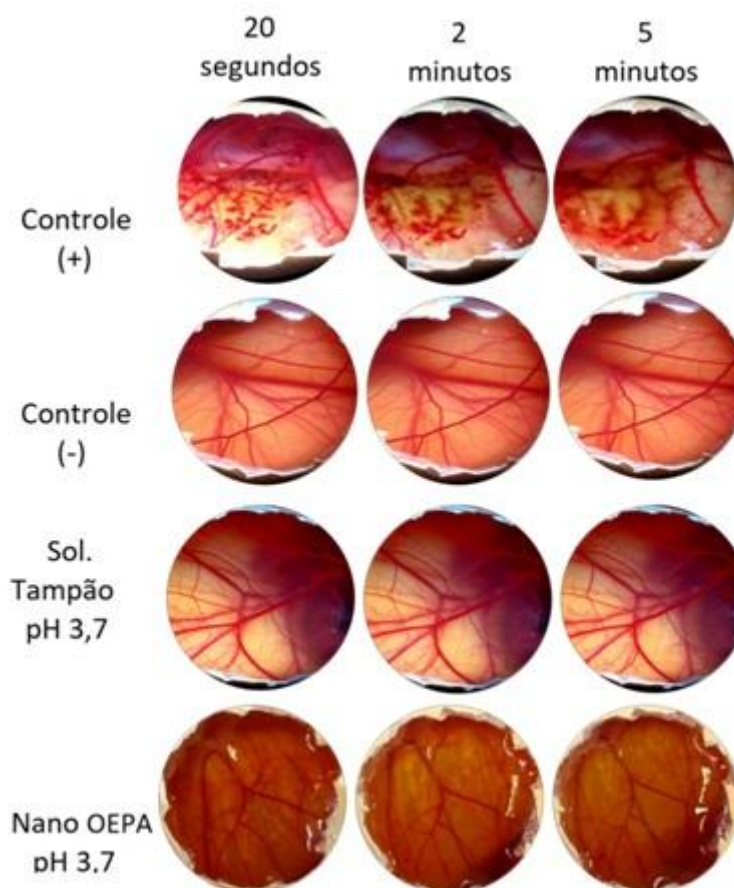 20
segundos
2
minutos
5
minutos
Controle
(+)
Controle
(-)
Sol.
Tampão
pH 3,7
Nano OEPA
pH 3,7